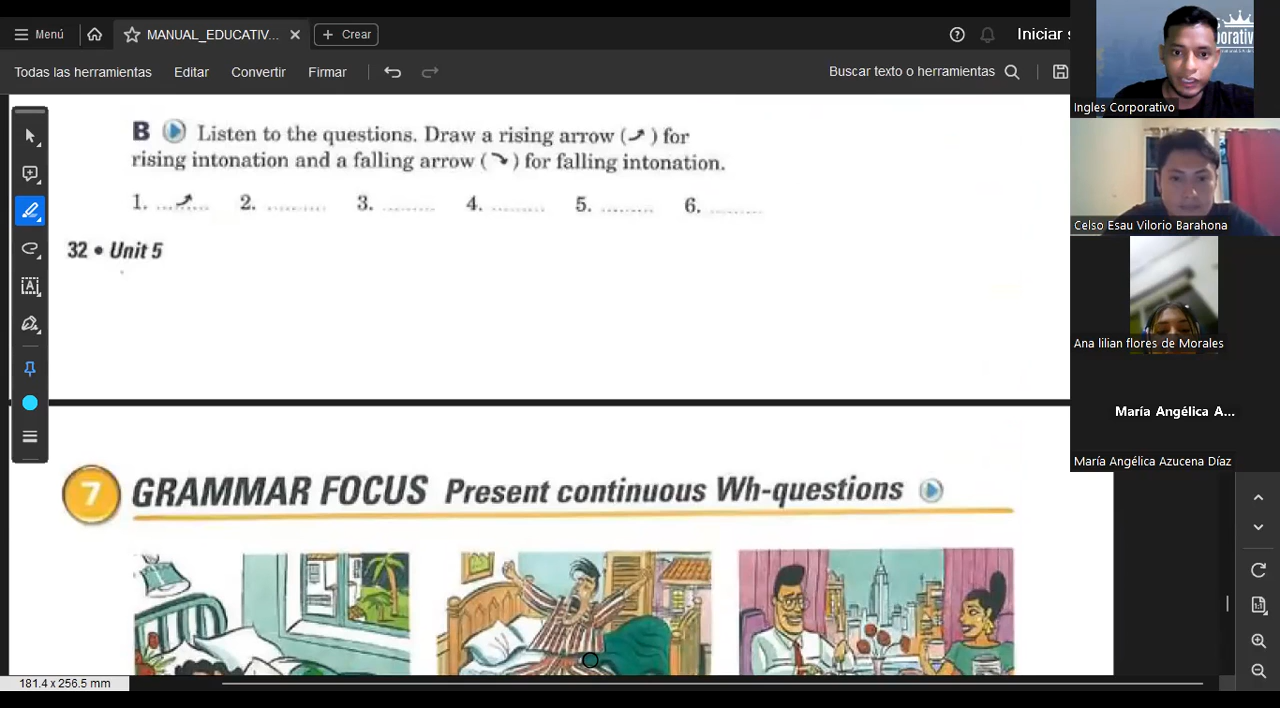 Menú
MANUAL_EDUCATIV...
Crear
Iniciar s
Todas las herramientas
Editar
Convertir
Firmar
Buscar texto o herramientas
B Listen to the questions. Draw a rising arrow ( ) for
rising intonation and a falling arrow ( ) for falling intonation.
1. ......... 2. ......... 3. ......... 4. ......... 5. ......... 6. .........
32 • Unit 5
7 GRAMMAR FOCUS Present continuous Wh-questions
181.4 x 256.5 mm
Ingles Corporativo
Celso Esau Vilorio Barahona
Ana lilian flores de Morales
María Angélica A...
María Angélica Azucena Díaz